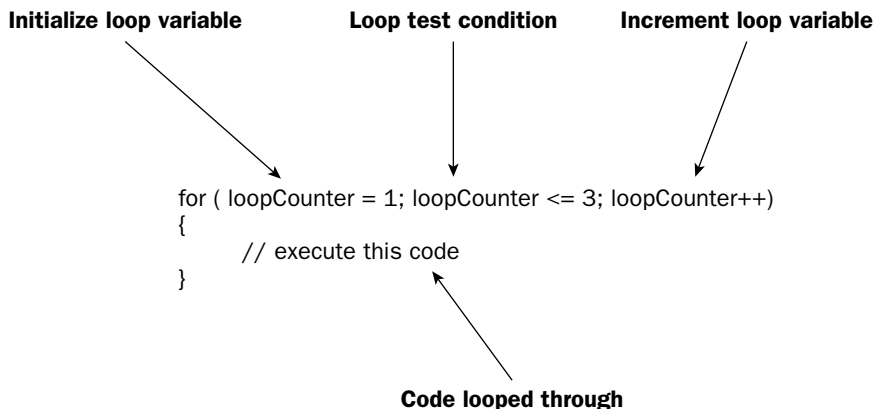 Initialize loop variable Loop test condition Increment loop variable
for ( loopCounter = 1; loopCounter <= 3; loopCounter++)
{
// execute this code
}
Code looped through